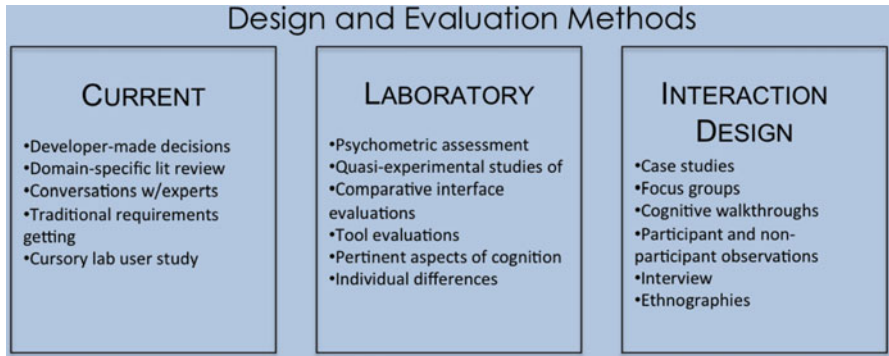 Design and Evaluation Methods
CURRENT
•Developer-made decisions
•Domain-specific lit review
•Conversations w/experts
•Traditional requirements
getting
•Cursory lab user study
LABORATORY
•Psychometric assessment
•Quasi-experimental studies of
•Comparative interface
evaluations
•Tool evaluations
•Pertinent aspects of cognition
•Individual differences
INTERACTION
DESIGN
•Case studies
•Focus groups
•Cognitive walkthroughs
•Participant and non-
participant observations
•Interview
•Ethnographies